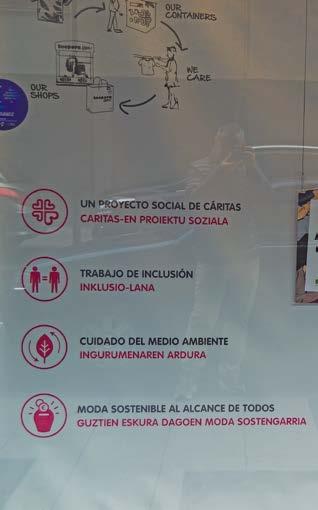 OUR
CONTAINERS
WE
CARE
OUR
SHOPS
UN PROYECTO SOCIAL DE CÁRITAS
CARITAS-EN PROIEKTU SOZIALA
TRABAJO DE INCLUSIÓN
INKLUSIO-LANA
CUIDADO DEL MEDIO AMBIENTE
INGURUMENAREN ARDURA
MODA SOSTENIBLE AL ALCANCE DE TODOS
GUZTIEN ESKURA DAGOEN MODA SOSTENGARRIA